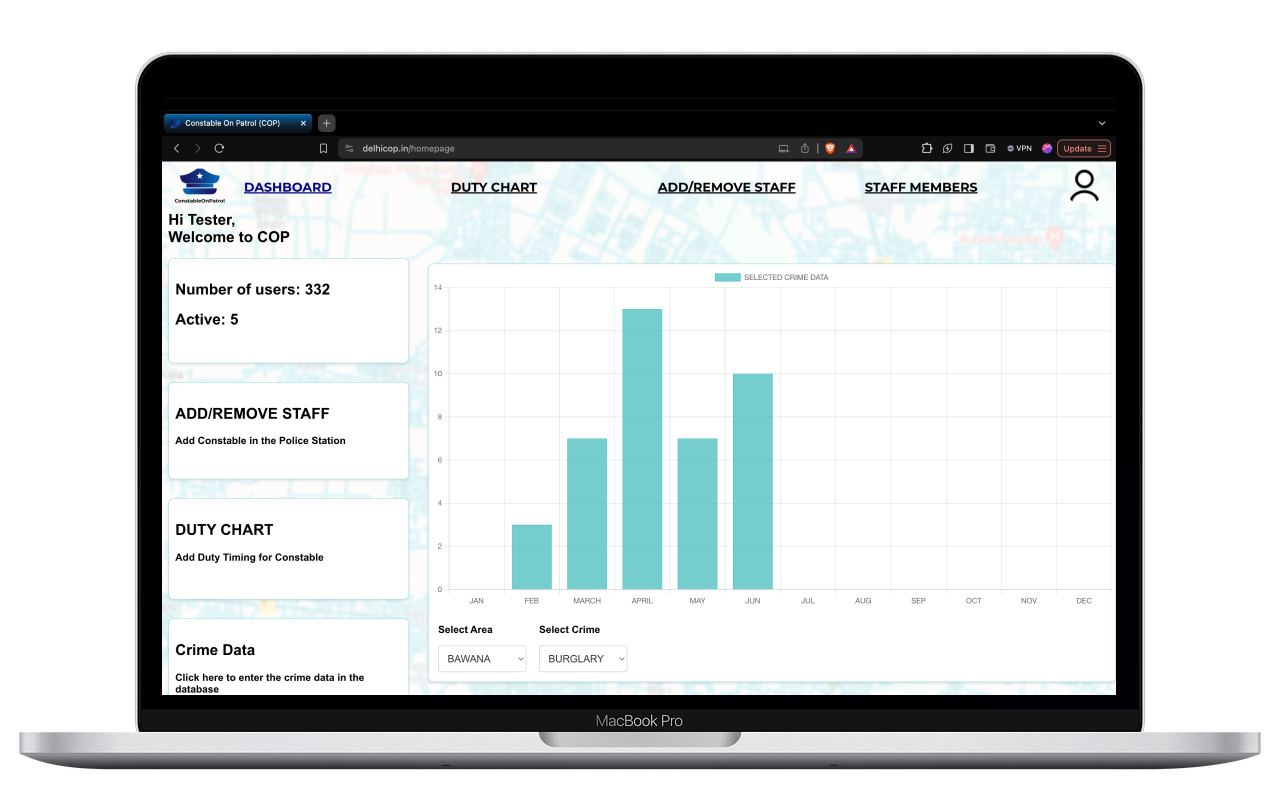 Constable On Patrol (COP)
delhicop.in/homepage
VPN
Update
ConstableOnPatrol
DASHBOARD
DUTY CHART
ADD/REMOVE STAFF
STAFF MEMBERS
Hi Tester,
Welcome to COP
Number of users: 332
Active: 5
ADD/REMOVE STAFF
Add Constable in the Police Station
DUTY CHART
Add Duty Timing for Constable
Crime Data
Click here to enter the crime data in the
database
SELECTED CRIME DATA
14
12
10
8
6
4
2
0
JAN FEB MARCH APRIL MAY JUN JUL AUG SEP OCT NOV DEC
Select Area Select Crime
BAWANA BURGLARY
MacBook Pro